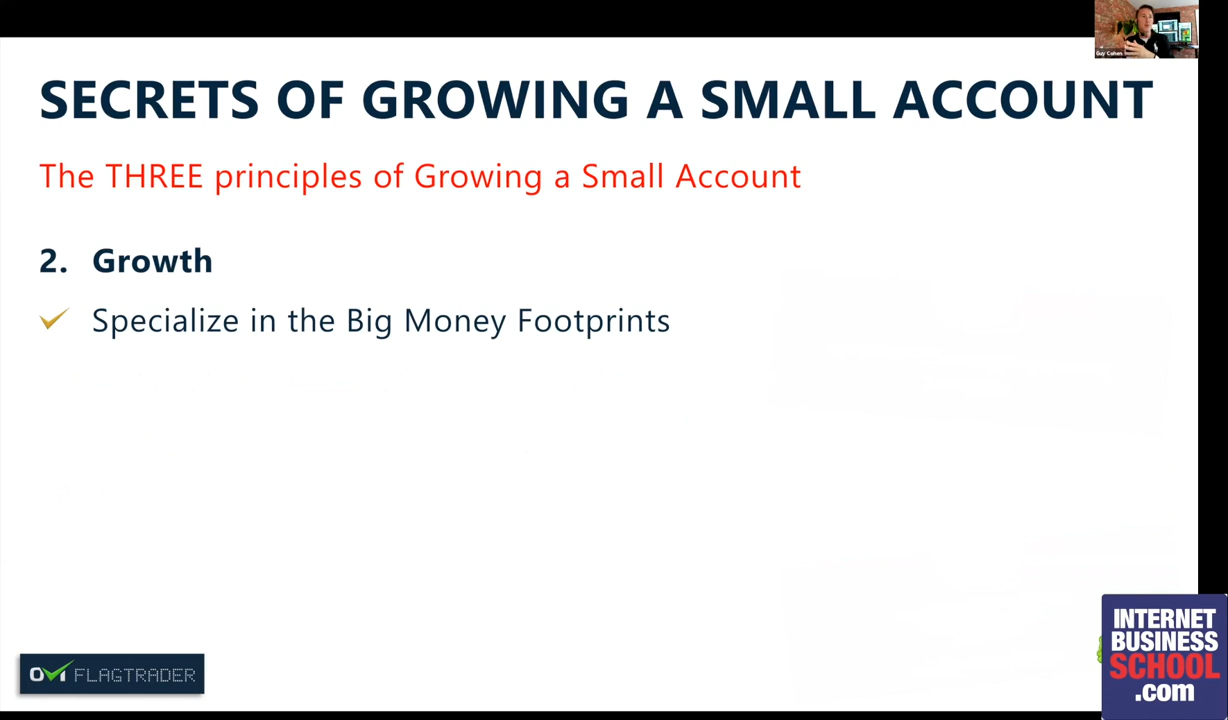 Guy Cohen
SECRETS OF GROWING A SMALL ACCOUNT
The THREE principles of Growing a Small Account
2. Growth
Specialize in the Big Money Footprints
OVI FLAGTRADER
INTERNET
BUSINESS
SCHOOL
.com